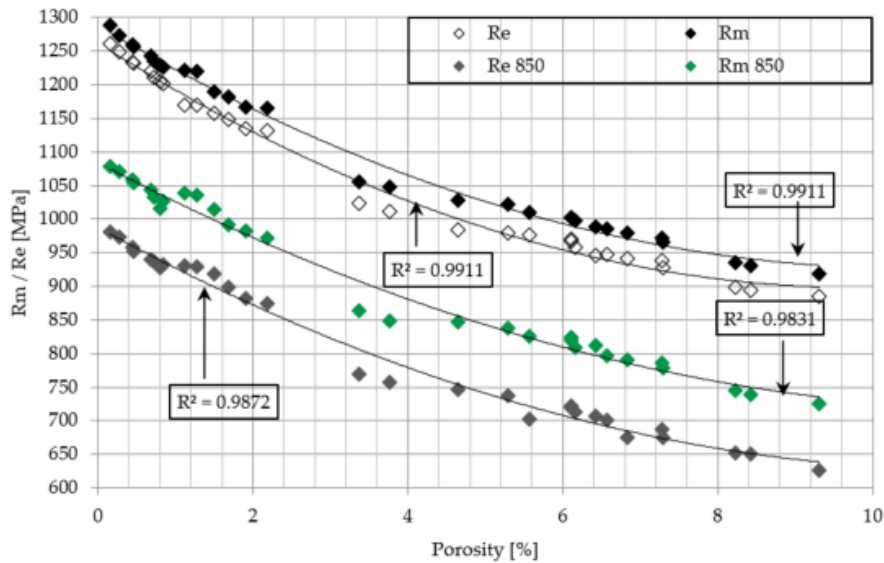 1300
1250
1200
1150
1100
1050
1000
950
900
850
800
750
700
650
600
Rm / Re [MPa]
Re
Rm
Re 850
Rm 850
R² = 0.9911
R² = 0.9911
R² = 0.9831
R² = 0.9872
0 2 4 6 8 10
Porosity [%]